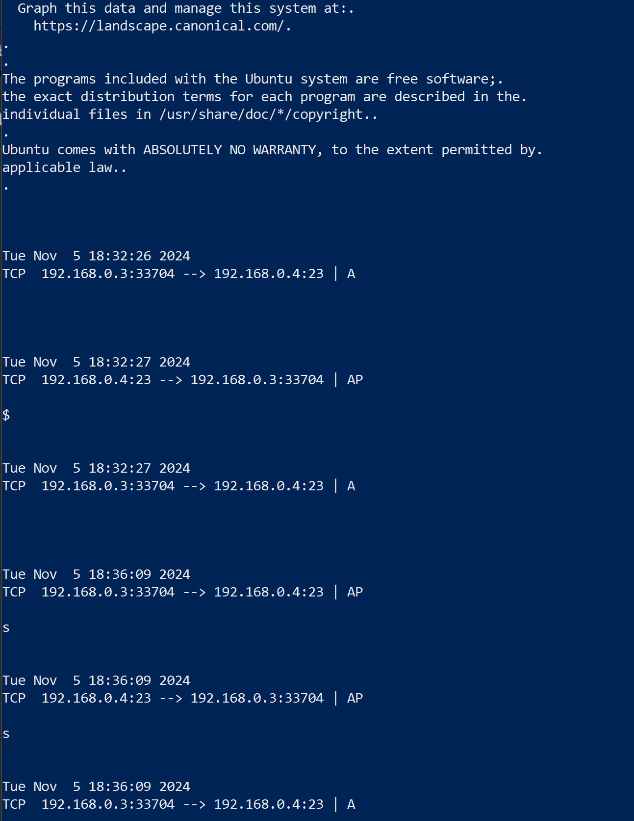 Graph this data and manage this system at:.
https://landscape.canonical.com/.
.
.
The programs included with the Ubuntu system are free software;.
the exact distribution terms for each program are described in the.
individual files in /usr/share/doc/*/copyright..
.
Ubuntu comes with ABSOLUTELY NO WARRANTY, to the extent permitted by.
applicable law..
.
Tue Nov  5 18:32:26 2024
TCP  192.168.0.3:33704 --> 192.168.0.4:23 | A
Tue Nov  5 18:32:27 2024
TCP  192.168.0.4:23 --> 192.168.0.3:33704 | AP
$
Tue Nov  5 18:32:27 2024
TCP  192.168.0.3:33704 --> 192.168.0.4:23 | A
Tue Nov  5 18:36:09 2024
TCP  192.168.0.3:33704 --> 192.168.0.4:23 | AP
s
Tue Nov  5 18:36:09 2024
TCP  192.168.0.4:23 --> 192.168.0.3:33704 | AP
s
Tue Nov  5 18:36:09 2024
TCP  192.168.0.3:33704 --> 192.168.0.4:23 | A